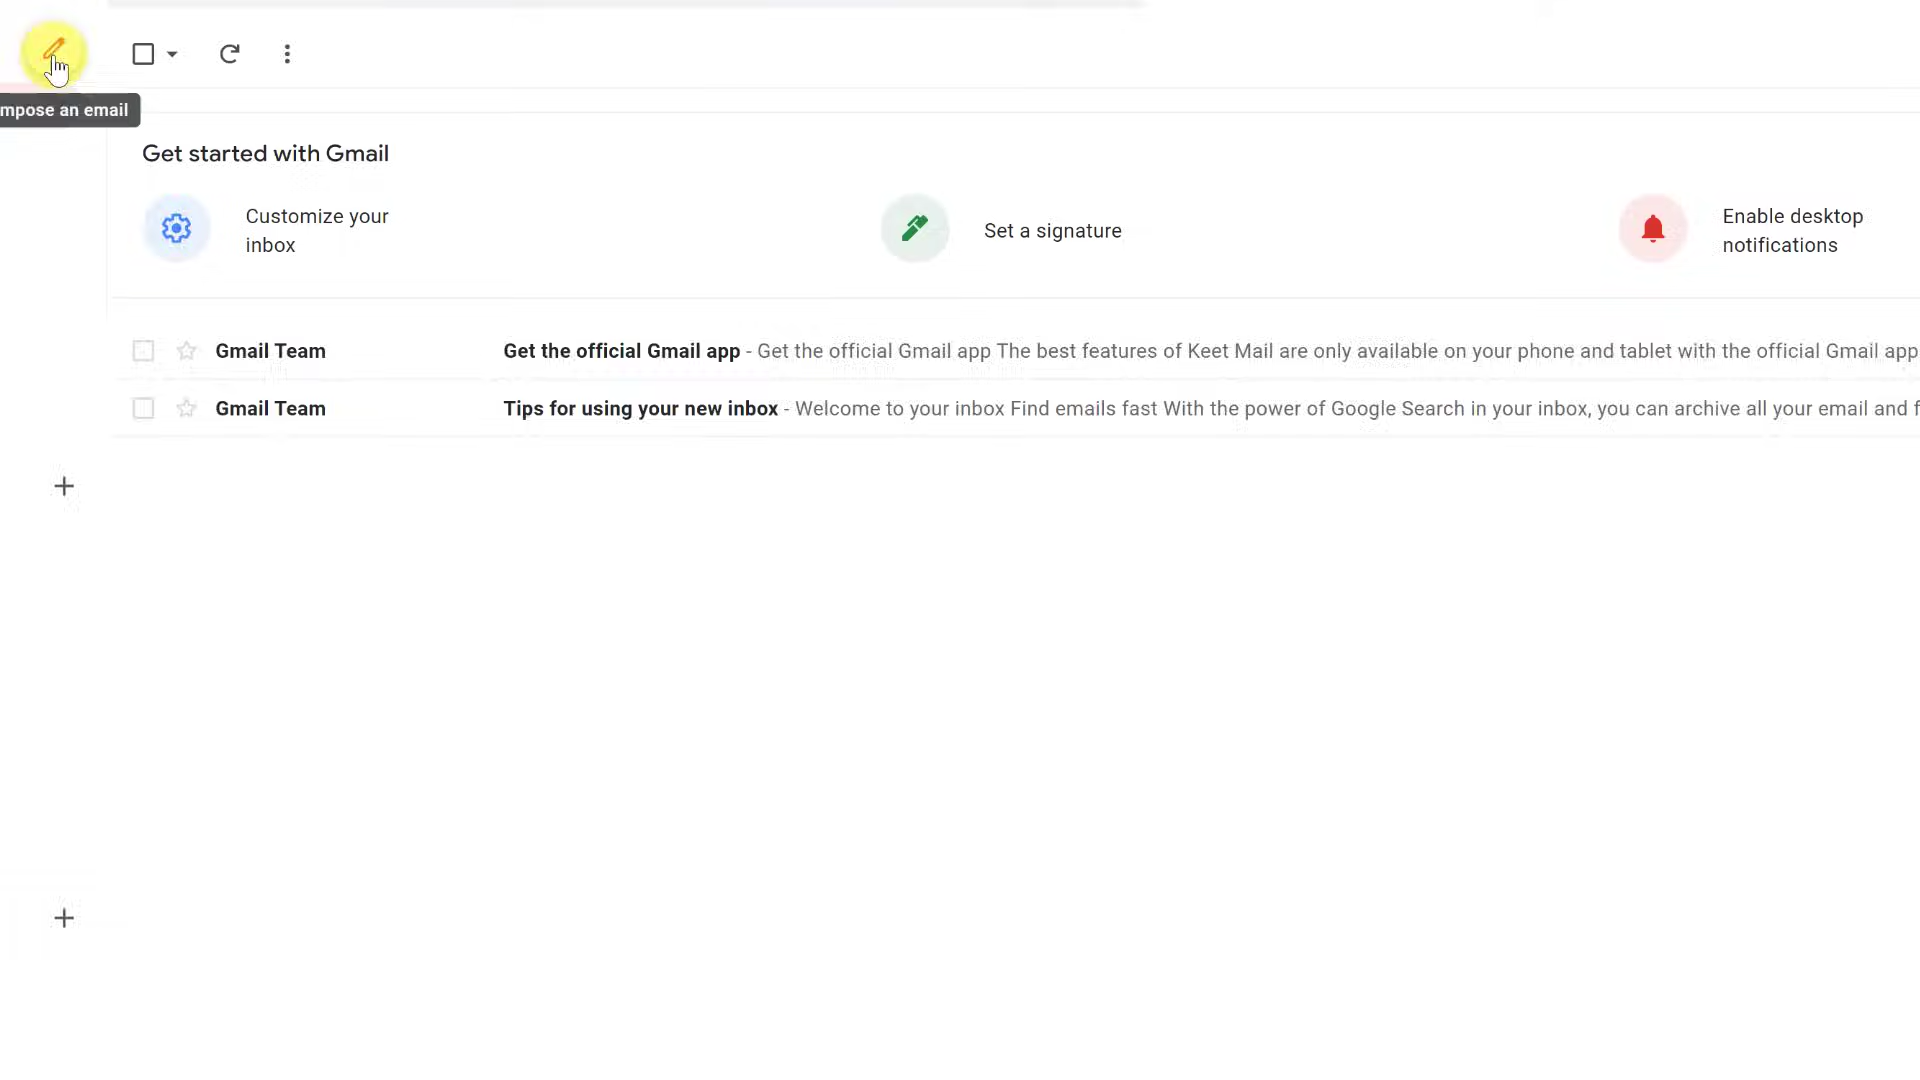 mpose an email
Get started with Gmail
Customize your
inbox
Set a signature
Enable desktop
notifications
Gmail Team Get the official Gmail app - Get the official Gmail app The best features of Keet Mail are only available on your phone and tablet with the official Gmail app
Gmail Team Tips for using your new inbox - Welcome to your inbox Find emails fast With the power of Google Search in your inbox, you can archive all your email and f